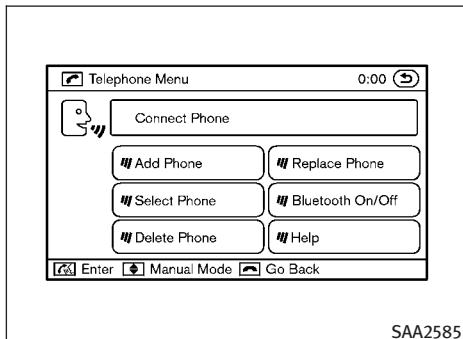 Telephone Menu 0:00
Connect Phone
Add Phone Replace Phone
Select Phone Bluetooth On/Off
Delete Phone Help
Enter Manual Mode Go Back
SAA2585